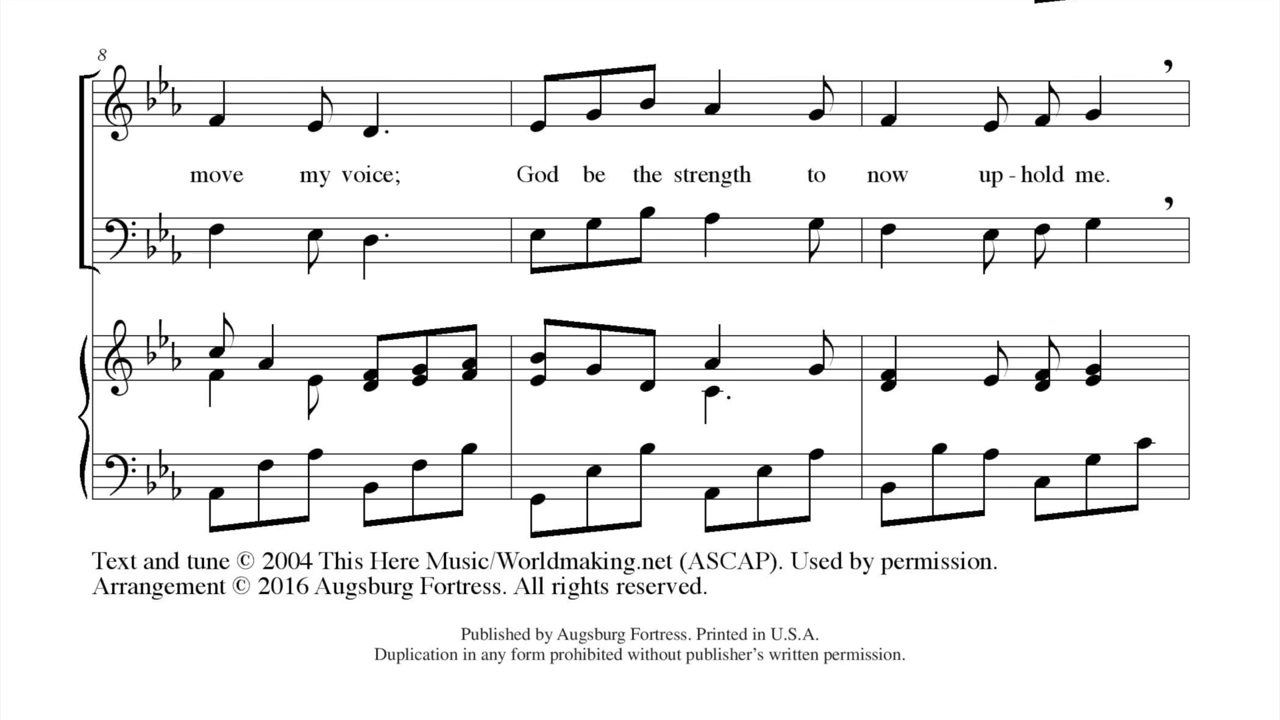 8
move my voice; God be the strength to now up - hold me.
Text and tune © 2004 This Here Music/Worldmaking.net (ASCAP). Used by permission.
Arrangement © 2016 Augsburg Fortress. All rights reserved.
Published by Augsburg Fortress. Printed in U.S.A.
Duplication in any form prohibited without publisher’s written permission.